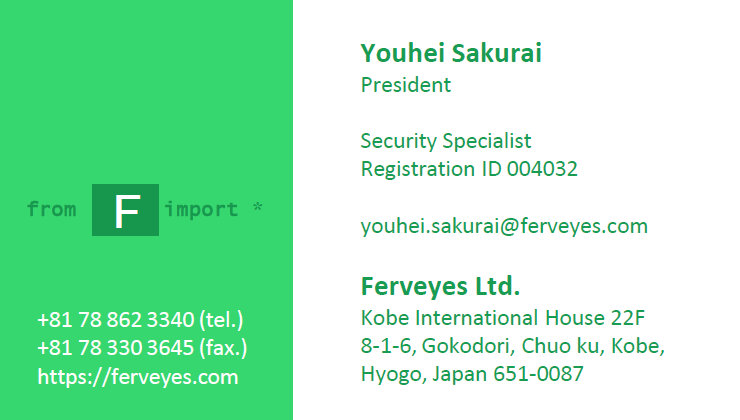 from F import *
+81 78 862 3340 (tel.)
+81 78 330 3645 (fax.)
https://ferveyes.com
Youhei Sakurai
President
Security Specialist
Registration ID 004032
youhei.sakurai@ferveyes.com
Ferveyes Ltd.
Kobe International House 22F
8-1-6, Gokodori, Chuo ku, Kobe,
Hyogo, Japan 651-0087